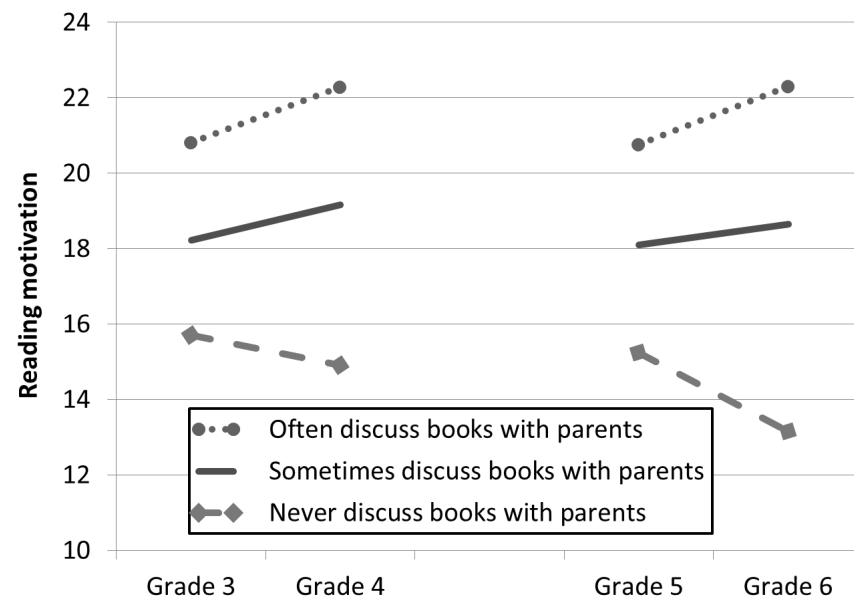 24
22
20
18
16
14
12
10
Reading motivation
Often discuss books with parents
Sometimes discuss books with parents
Never discuss books with parents
Grade 3 Grade 4 Grade 5 Grade 6